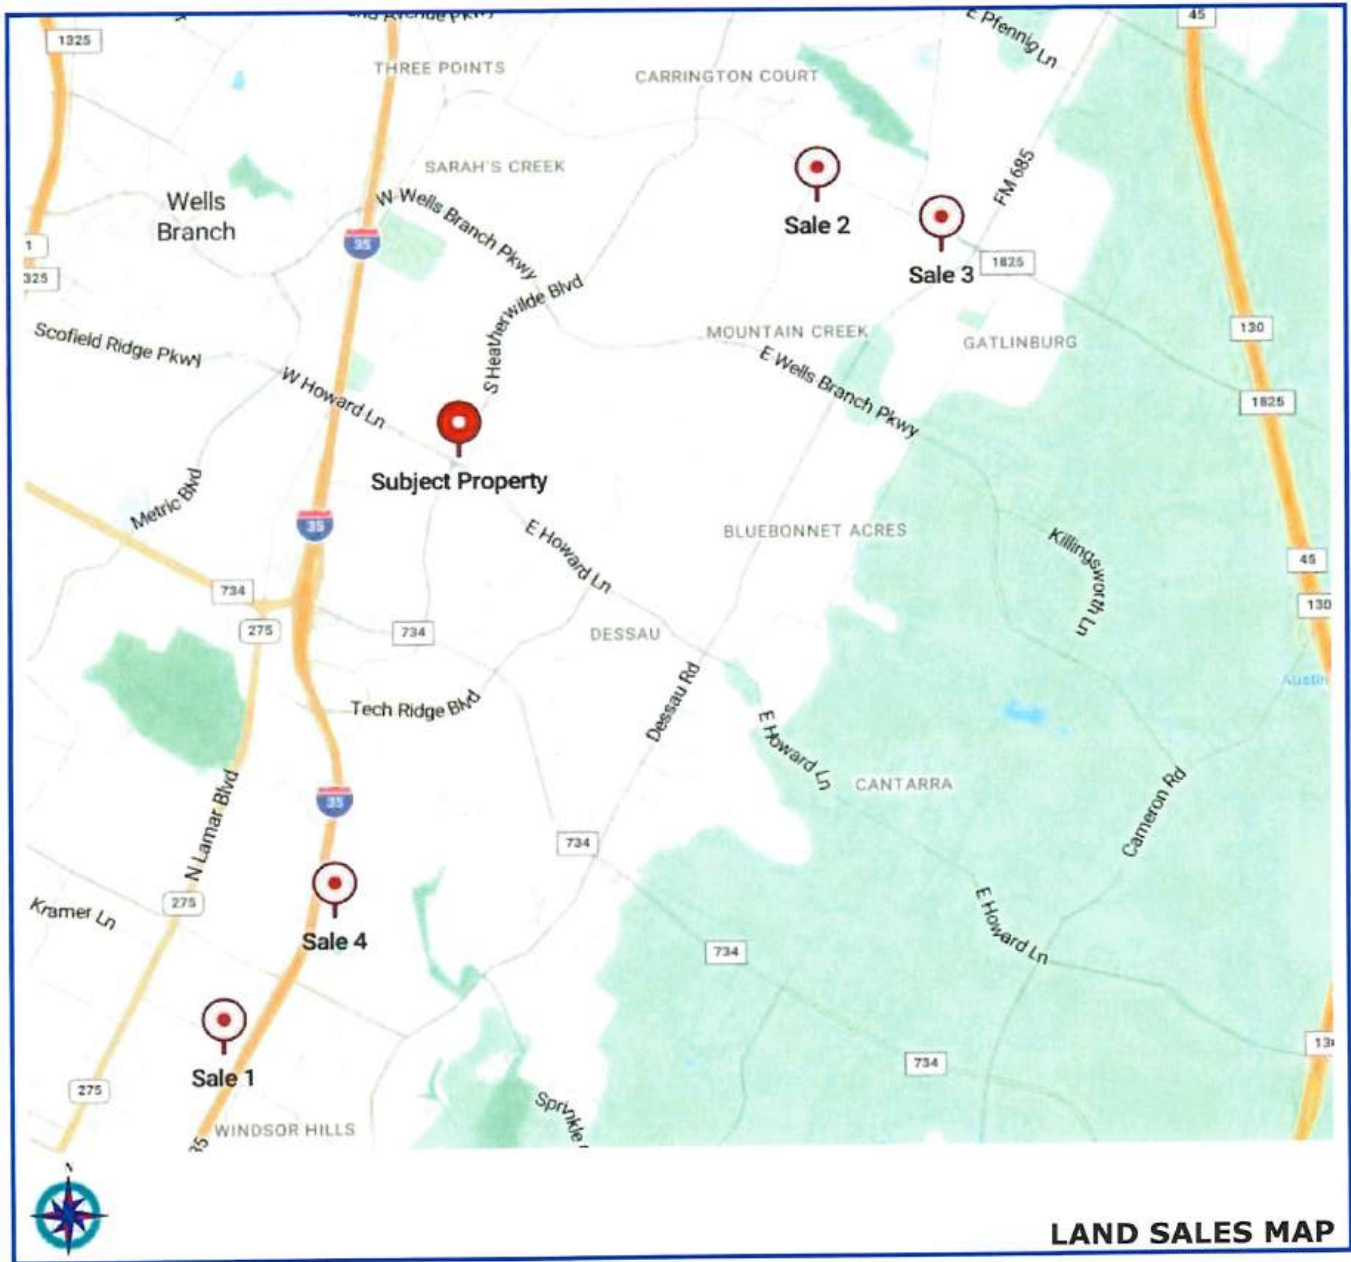 45
E Pfennig Ln
1325
THREE POINTS
CARRINGTON COURT
SARAH'S CREEK
FM 685
Wells
Branch
W Wells Branch Pkwy
Sale 2
35
1
Sale 3
1825
325
S Heatherwilde Blvd
Scofield Ridge Pkwy
MOUNTAIN CREEK
GATLINBURG
130
W Howard Ln
E Wells Branch Pkwy
1825
Subject Property
Metric Blvd
35
E Howard Ln
BLUEBONNET ACRES
Killingsworth Ln
45
734
130
275
734
DESSAU
Austin
Tech Ridge Blvd
Dessau Rd
E Howard Ln
CANTARRA
35
N Lamar Blvd
Cameron Rd
734
Kramer Ln
275
Sale 4
E Howard Ln
734
Sale 1
734
275
Sprinkle
WINDSOR HILLS
35
N
LAND SALES MAP